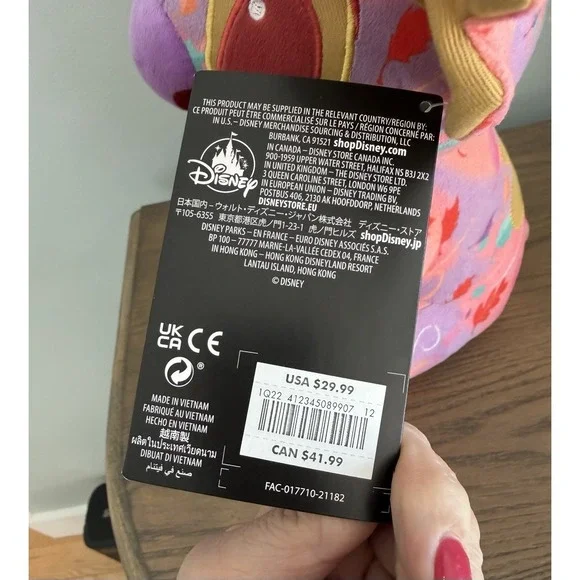 THIS PRODUCT MAY BE SUPPLIED IN THE RELEVANT COUNTRY/REGION BY:
CE PRODUIT PEUT ÊTRE COMMERCIALISÉ SUR LE PAYS / RÉGION CONCERNÉ PAR:
IN U.S. – DISNEY MERCHANDISE SOURCING & DISTRIBUTION, LLC
BURBANK, CA 91521 shopDisney.com
IN CANADA – DISNEY STORE CANADA INC.
900-1959 UPPER WATER STREET, HALIFAX NS B3J 2X2
IN UNITED KINGDOM – THE DISNEY STORE LTD.
3 QUEEN CAROLINE STREET, LONDON W6 9PE
IN EUROPEAN UNION – DISNEY TRADING BV,
POSTBUS 406, 2130 AK HOOFDDORP, NETHERLANDS
DISNEYSTORE.EU
Disney
日本国内 – ウォルト・ディズニー・ジャパン株式会社 ディズニー・ストア
〒105-6355 東京都港区虎ノ門1-23-1 虎ノ門ヒルズ shopDisney.jp
DISNEY PARKS – EN FRANCE – EURO DISNEY ASSOCIÉS S.A.S.
BP 100 – 77777 MARNE-LA-VALLÉE CEDEX 04, FRANCE
IN HONG KONG – HONG KONG DISNEYLAND RESORT
LANTAU ISLAND, HONG KONG
© DISNEY
UK
CA CE
®
MADE IN VIETNAM
FABRIQUÉ AU VIETNAM
HECHO EN VIETNAM
越南製
ผลิตในประเทศเวียดนาม
DIBUAT DI VIETNAM
صنع في فيتنام
USA $29.99
1Q22 412345089907 12
CAN $41.99
FAC-017710-21182